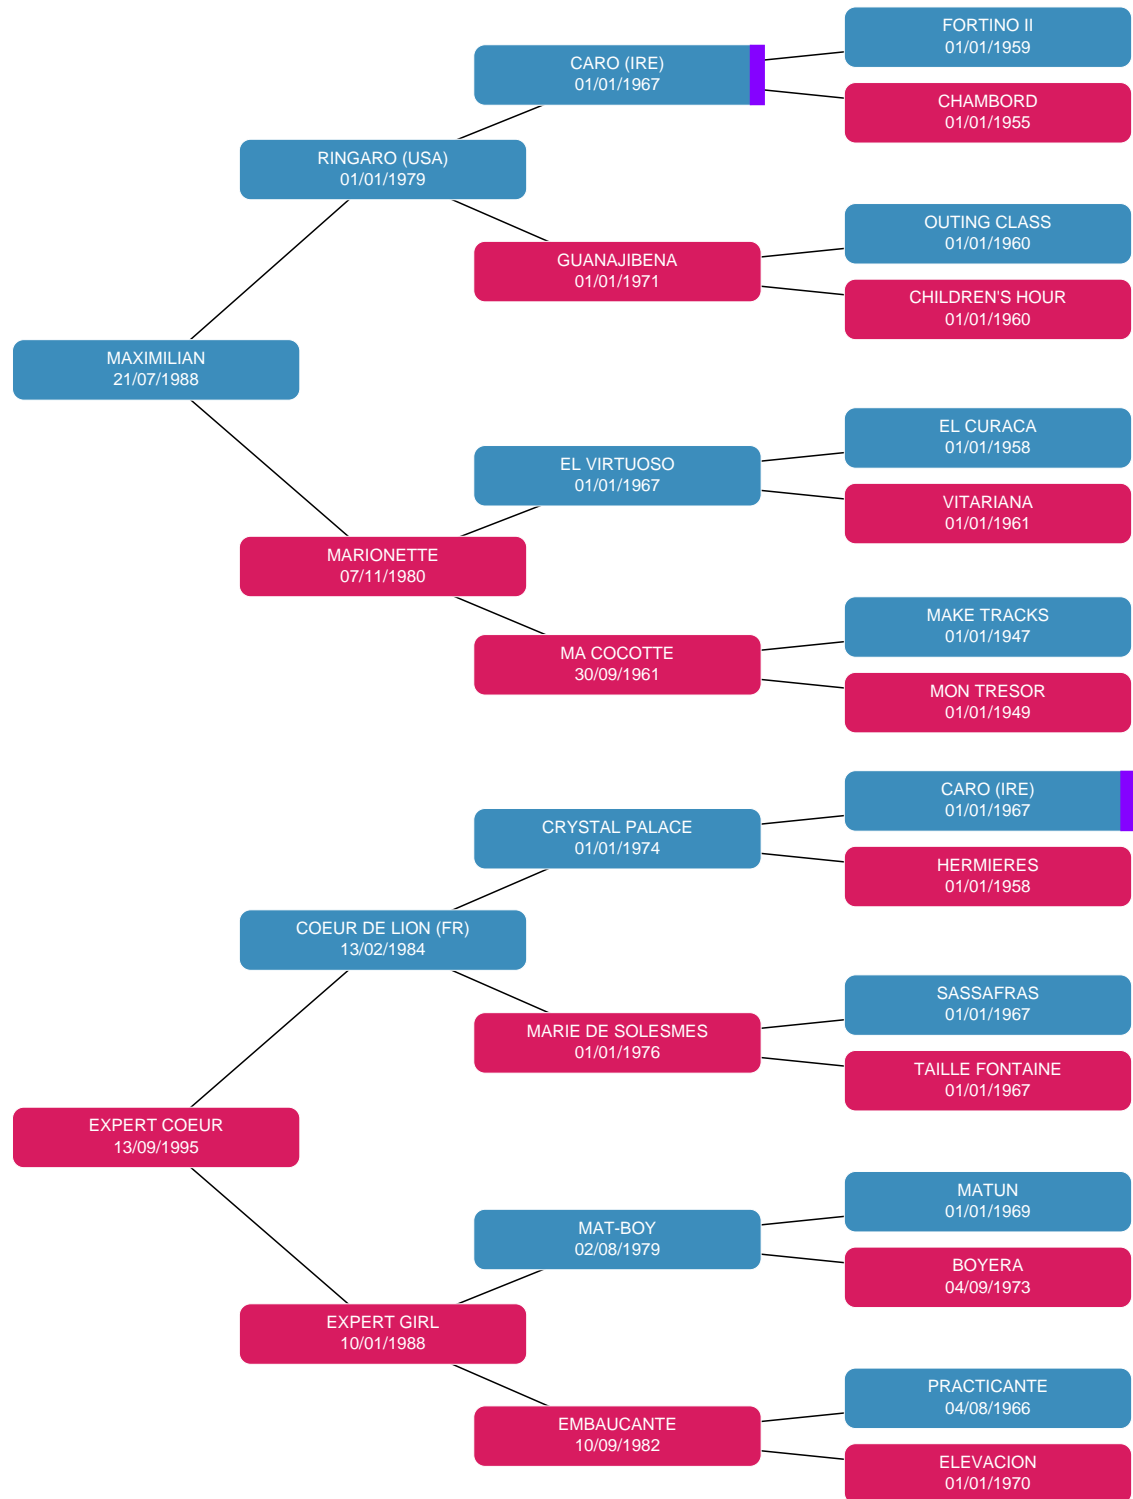 FORTINO II
01/01/1959
CARO (IRE)
01/01/1967
CHAMBORD
01/01/1955
RINGARO (USA)
01/01/1979
OUTING CLASS
01/01/1960
GUANAJIBENA
01/01/1971
CHILDREN'S HOUR
01/01/1960
MAXIMILIAN
21/07/1988
EL CURACA
01/01/1958
EL VIRTUOSO
01/01/1967
VITARIANA
01/01/1961
MARIONETTE
07/11/1980
MAKE TRACKS
01/01/1947
MA COCOTTE
30/09/1961
MON TRESOR
01/01/1949
CARO (IRE)
01/01/1967
CRYSTAL PALACE
01/01/1974
HERMIERES
01/01/1958
COEUR DE LION (FR)
13/02/1984
SASSAFRAS
01/01/1967
MARIE DE SOLESMES
01/01/1976
TAILLE FONTAINE
01/01/1967
EXPERT COEUR
13/09/1995
MATUN
01/01/1969
MAT-BOY
02/08/1979
BOYERA
04/09/1973
EXPERT GIRL
10/01/1988
PRACTICANTE
04/08/1966
EMBAUCANTE
10/09/1982
ELEVACION
01/01/1970